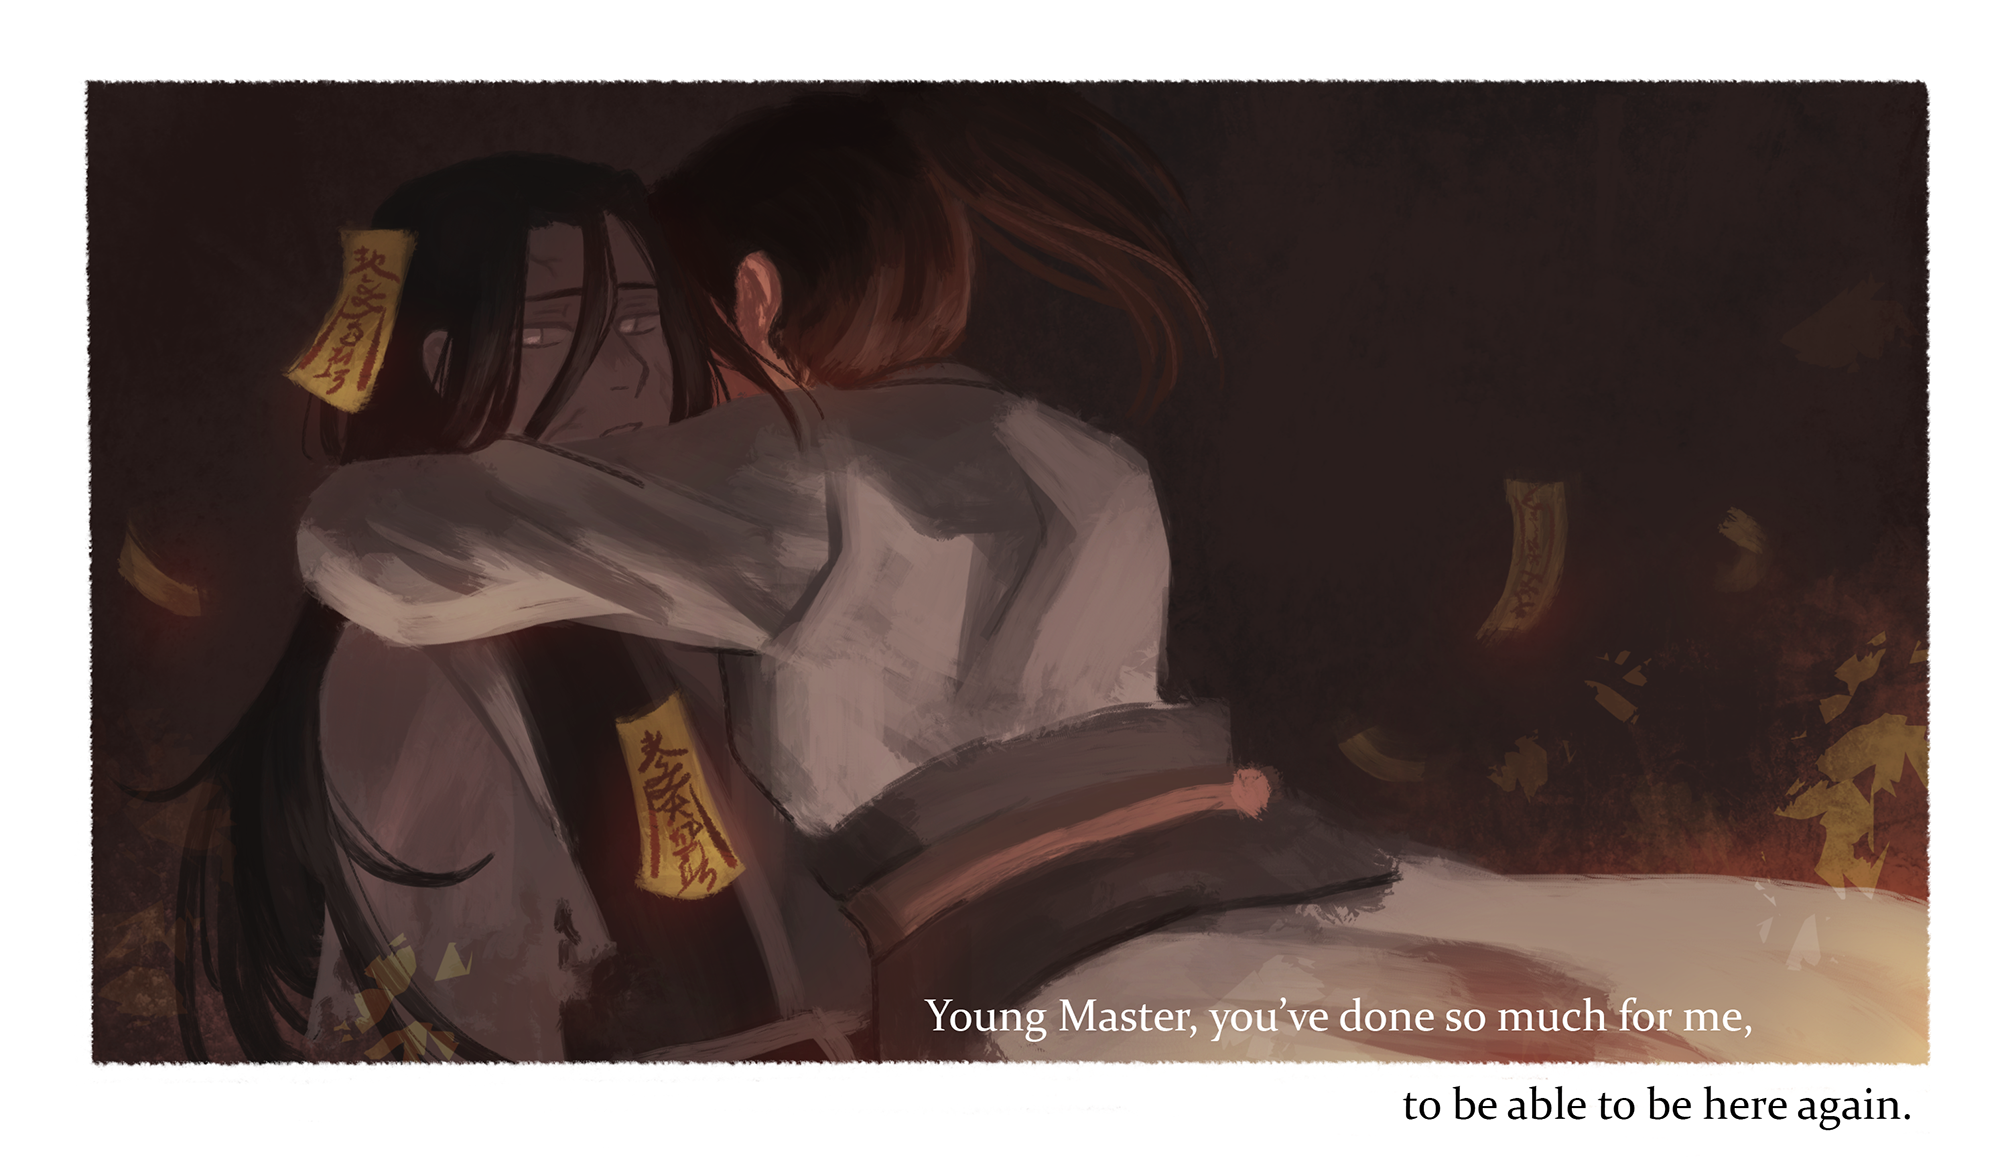 Young Master, you've done so much for me,
to be able to be here again.